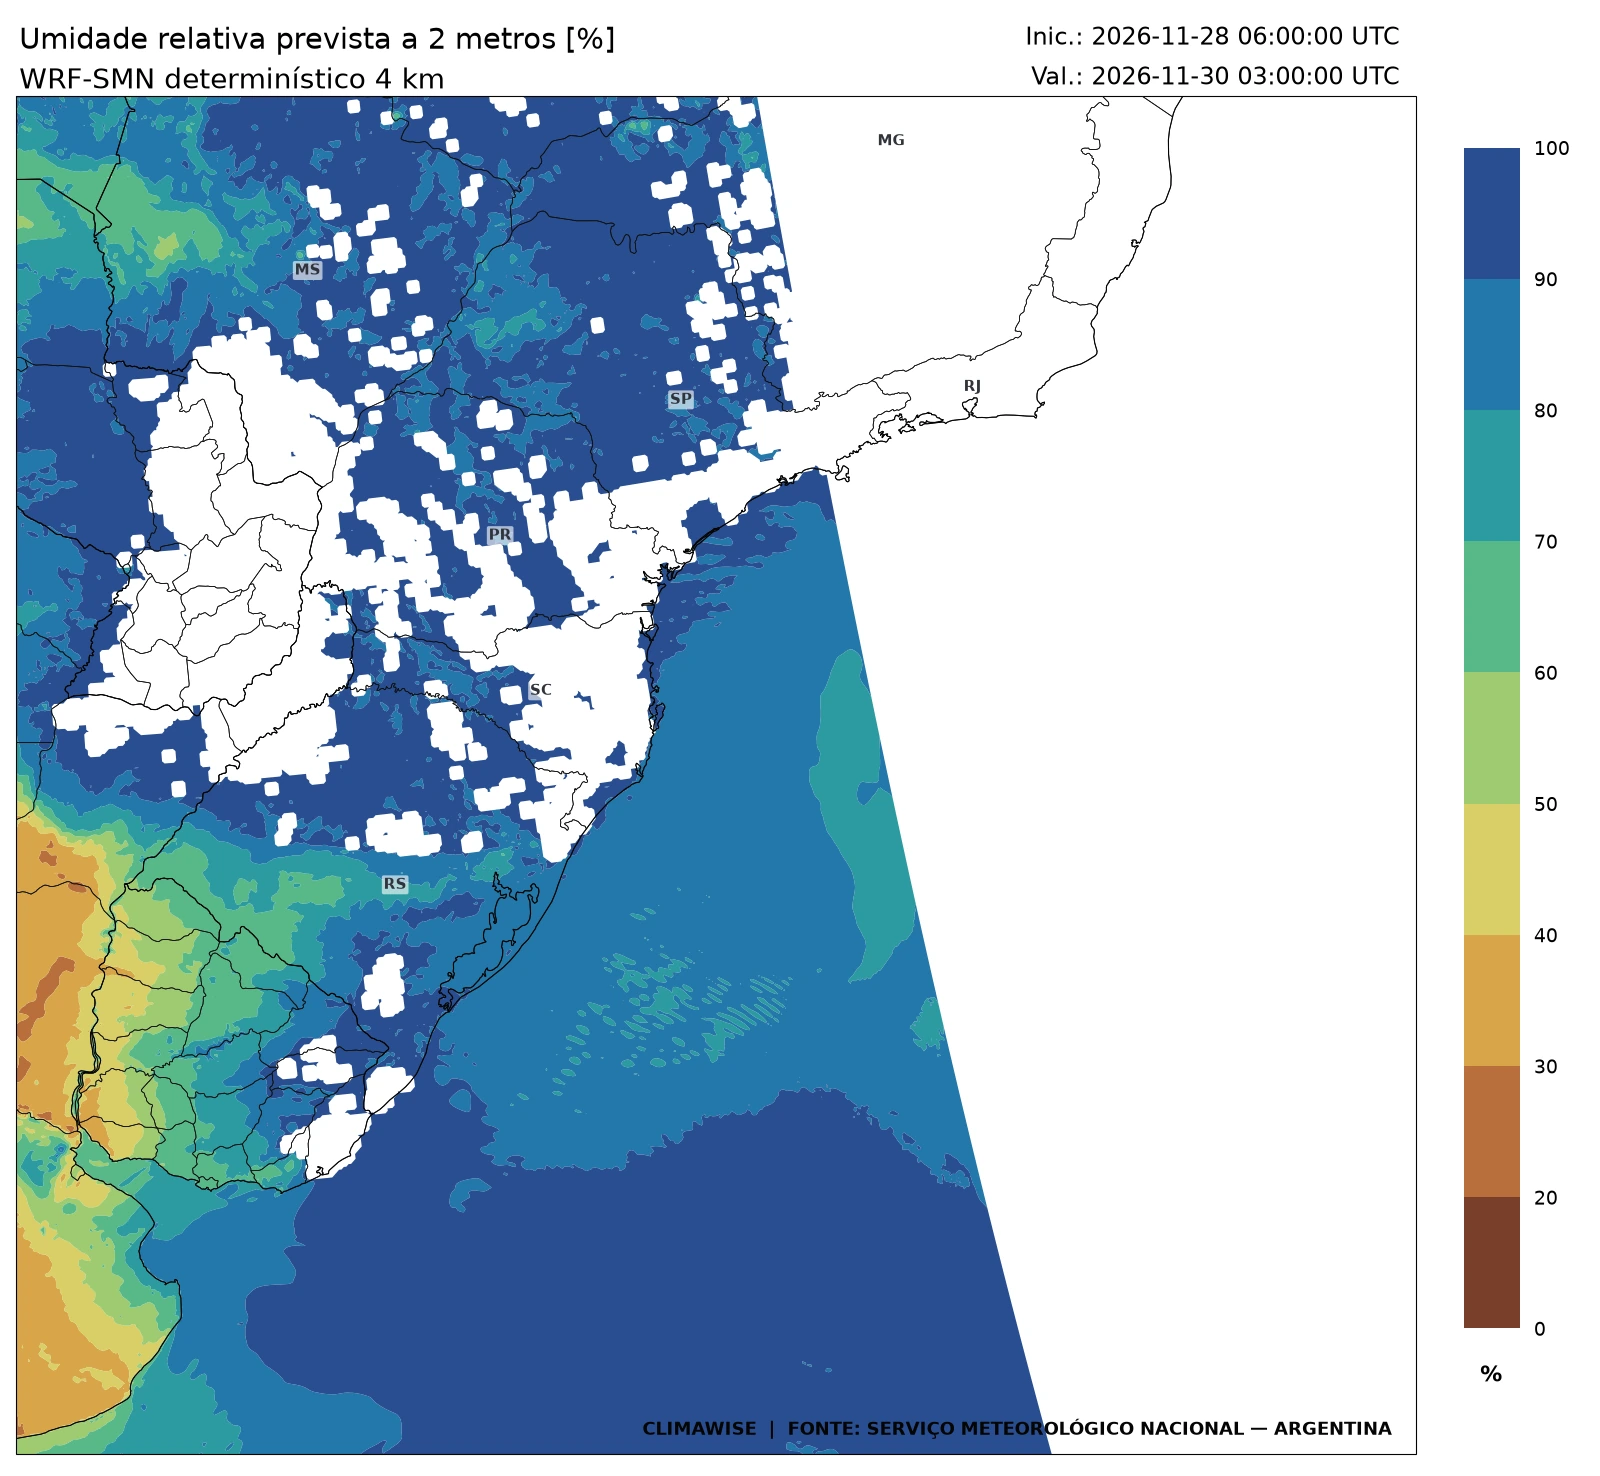 Umidade relativa prevista a 2 metros [%]
WRF-SMN determinístico 4 km
Inic.: 2026-11-28 06:00:00 UTC
Val.: 2026-11-30 03:00:00 UTC
MG
MS
RJ
SP
PR
SC
RS
100
90
80
70
60
50
40
30
20
0
%
CLIMAWISE | FONTE: SERVIÇO METEOROLÓGICO NACIONAL — ARGENTINA